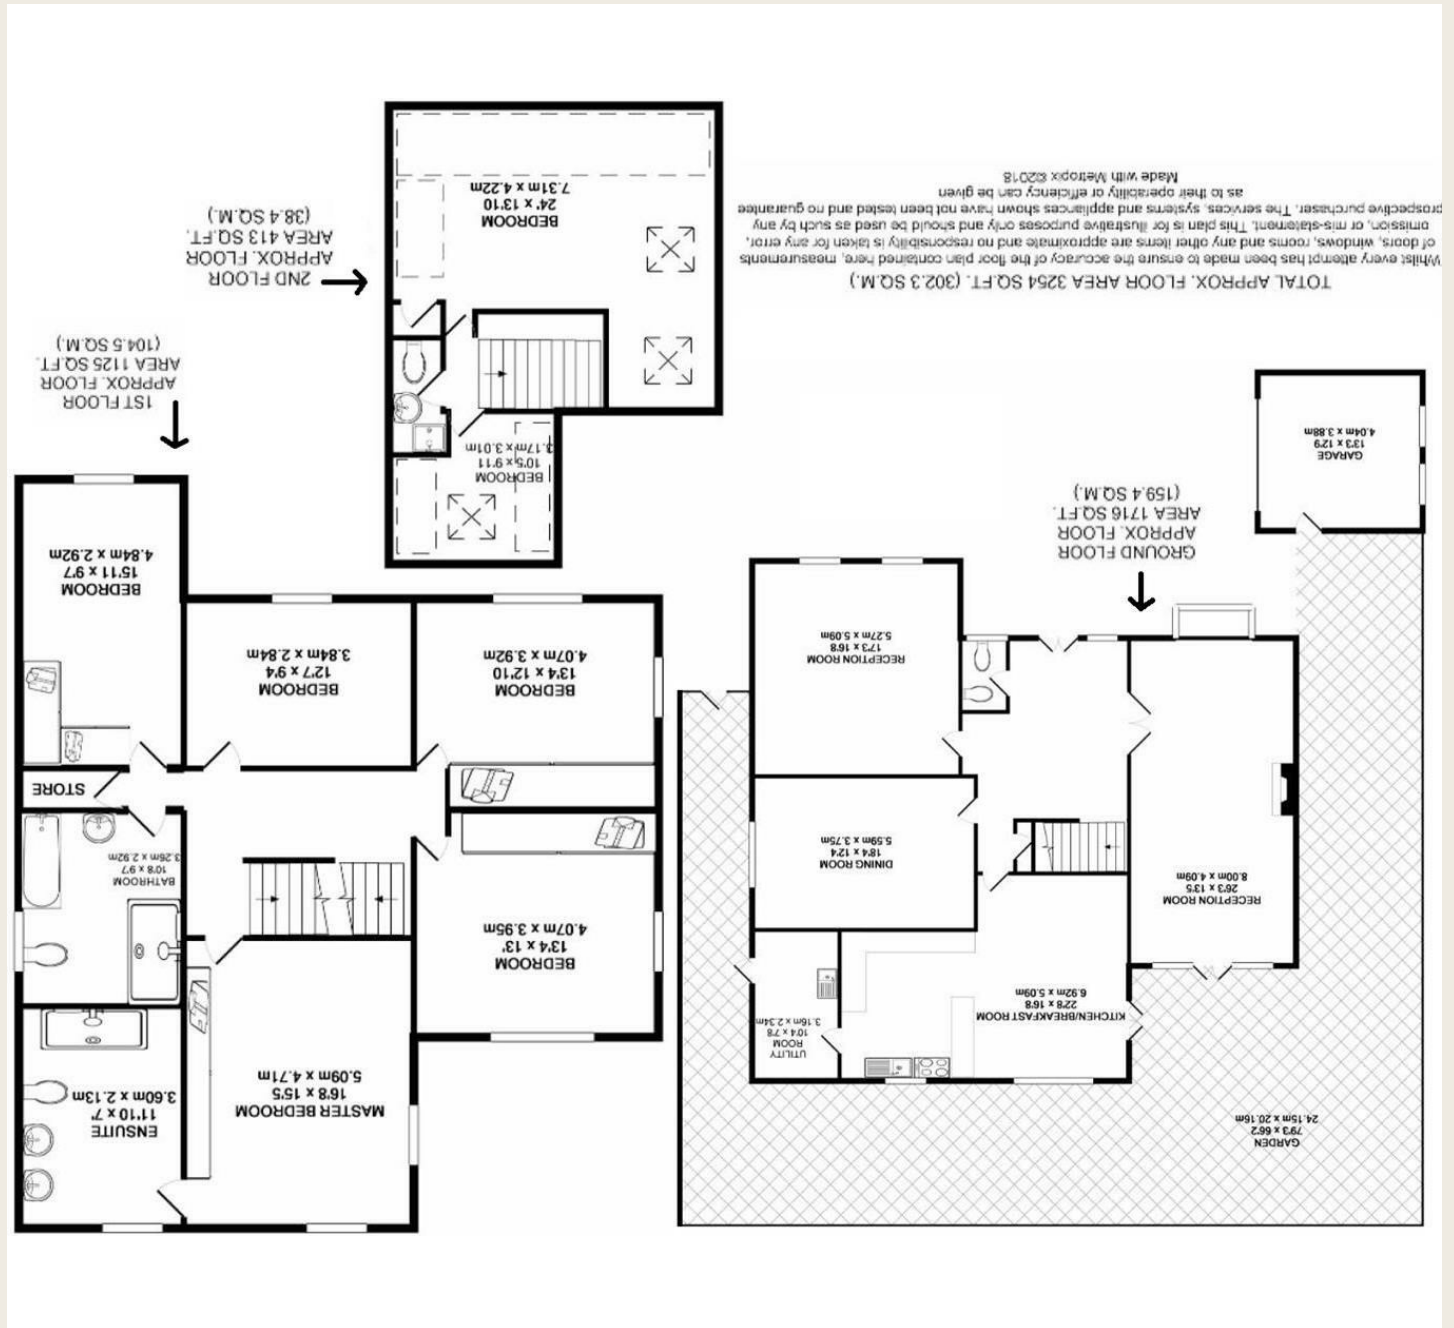 GARDEN
79'3 x 66'2
24.15m x 20.16m
KITCHEN/BREAKFAST ROOM
22'8 x 16'8
6.92m x 5.09m
UTILITY
ROOM
10'4 x 7'8
3.16m x 2.34m
RECEPTION ROOM
26'3 x 13'5
8.00m x 4.09m
DINING ROOM
18'4 x 12'4
5.59m x 3.75m
RECEPTION ROOM
17'3 x 16'8
5.27m x 5.09m
GROUND FLOOR
APPROX. FLOOR
AREA 1716 SQ.FT.
(159.4 SQ.M.)
GARAGE
13'3 x 12'9
4.04m x 3.88m
MASTER BEDROOM
16'8 x 15'5
5.09m x 4.71m
ENSUITE
11'10 x 7'
3.60m x 2.13m
BEDROOM
13'4 x 13'
4.07m x 3.95m
BATHROOM
10'8 x 9'7
3.26m x 2.92m
STORE
BEDROOM
13'4 x 12'10
4.07m x 3.92m
BEDROOM
12'7 x 9'4
3.84m x 2.84m
BEDROOM
15'11 x 9'7
4.84m x 2.92m
1ST FLOOR
APPROX. FLOOR
AREA 1125 SQ.FT.
(104.5 SQ.M.)
BEDROOM
10'5 x 9'11
3.17m x 3.01m
BEDROOM
24' x 13'10
7.31m x 4.22m
2ND FLOOR
APPROX. FLOOR
AREA 413 SQ.FT.
(38.4 SQ.M.)
TOTAL APPROX. FLOOR AREA 3254 SQ.FT. (302.3 SQ.M.)
Whilst every attempt has been made to ensure the accuracy of the floor plan contained here, measurements
of doors, windows, rooms and any other items are approximate and no responsibility is taken for any error,
omission, or mis-statement. This plan is for illustrative purposes only and should be used as such by any
prospective purchaser. The services, systems and appliances shown have not been tested and no guarantee
as to their operability or efficiency can be given
Made with Metropix ©2018